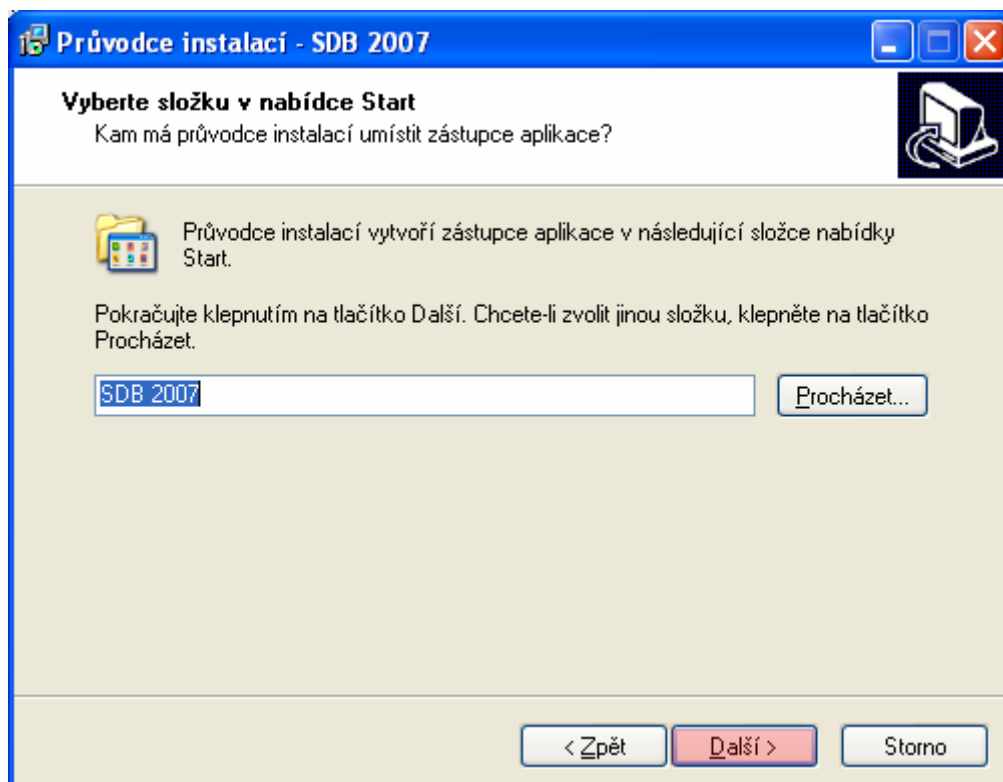 Průvodce instalací - SDB 2007
Vyberte složku v nabídce Start
Kam má průvodce instalací umístit zástupce aplikace?
Průvodce instalací vytvoří zástupce aplikace v následující složce nabídky
Start.
Pokračujte klepnutím na tlačítko Další. Chcete-li zvolit jinou složku, klepněte na tlačítko
Procházet.
SDB 2007
Procházet...
< Zpět
Další >
Storno